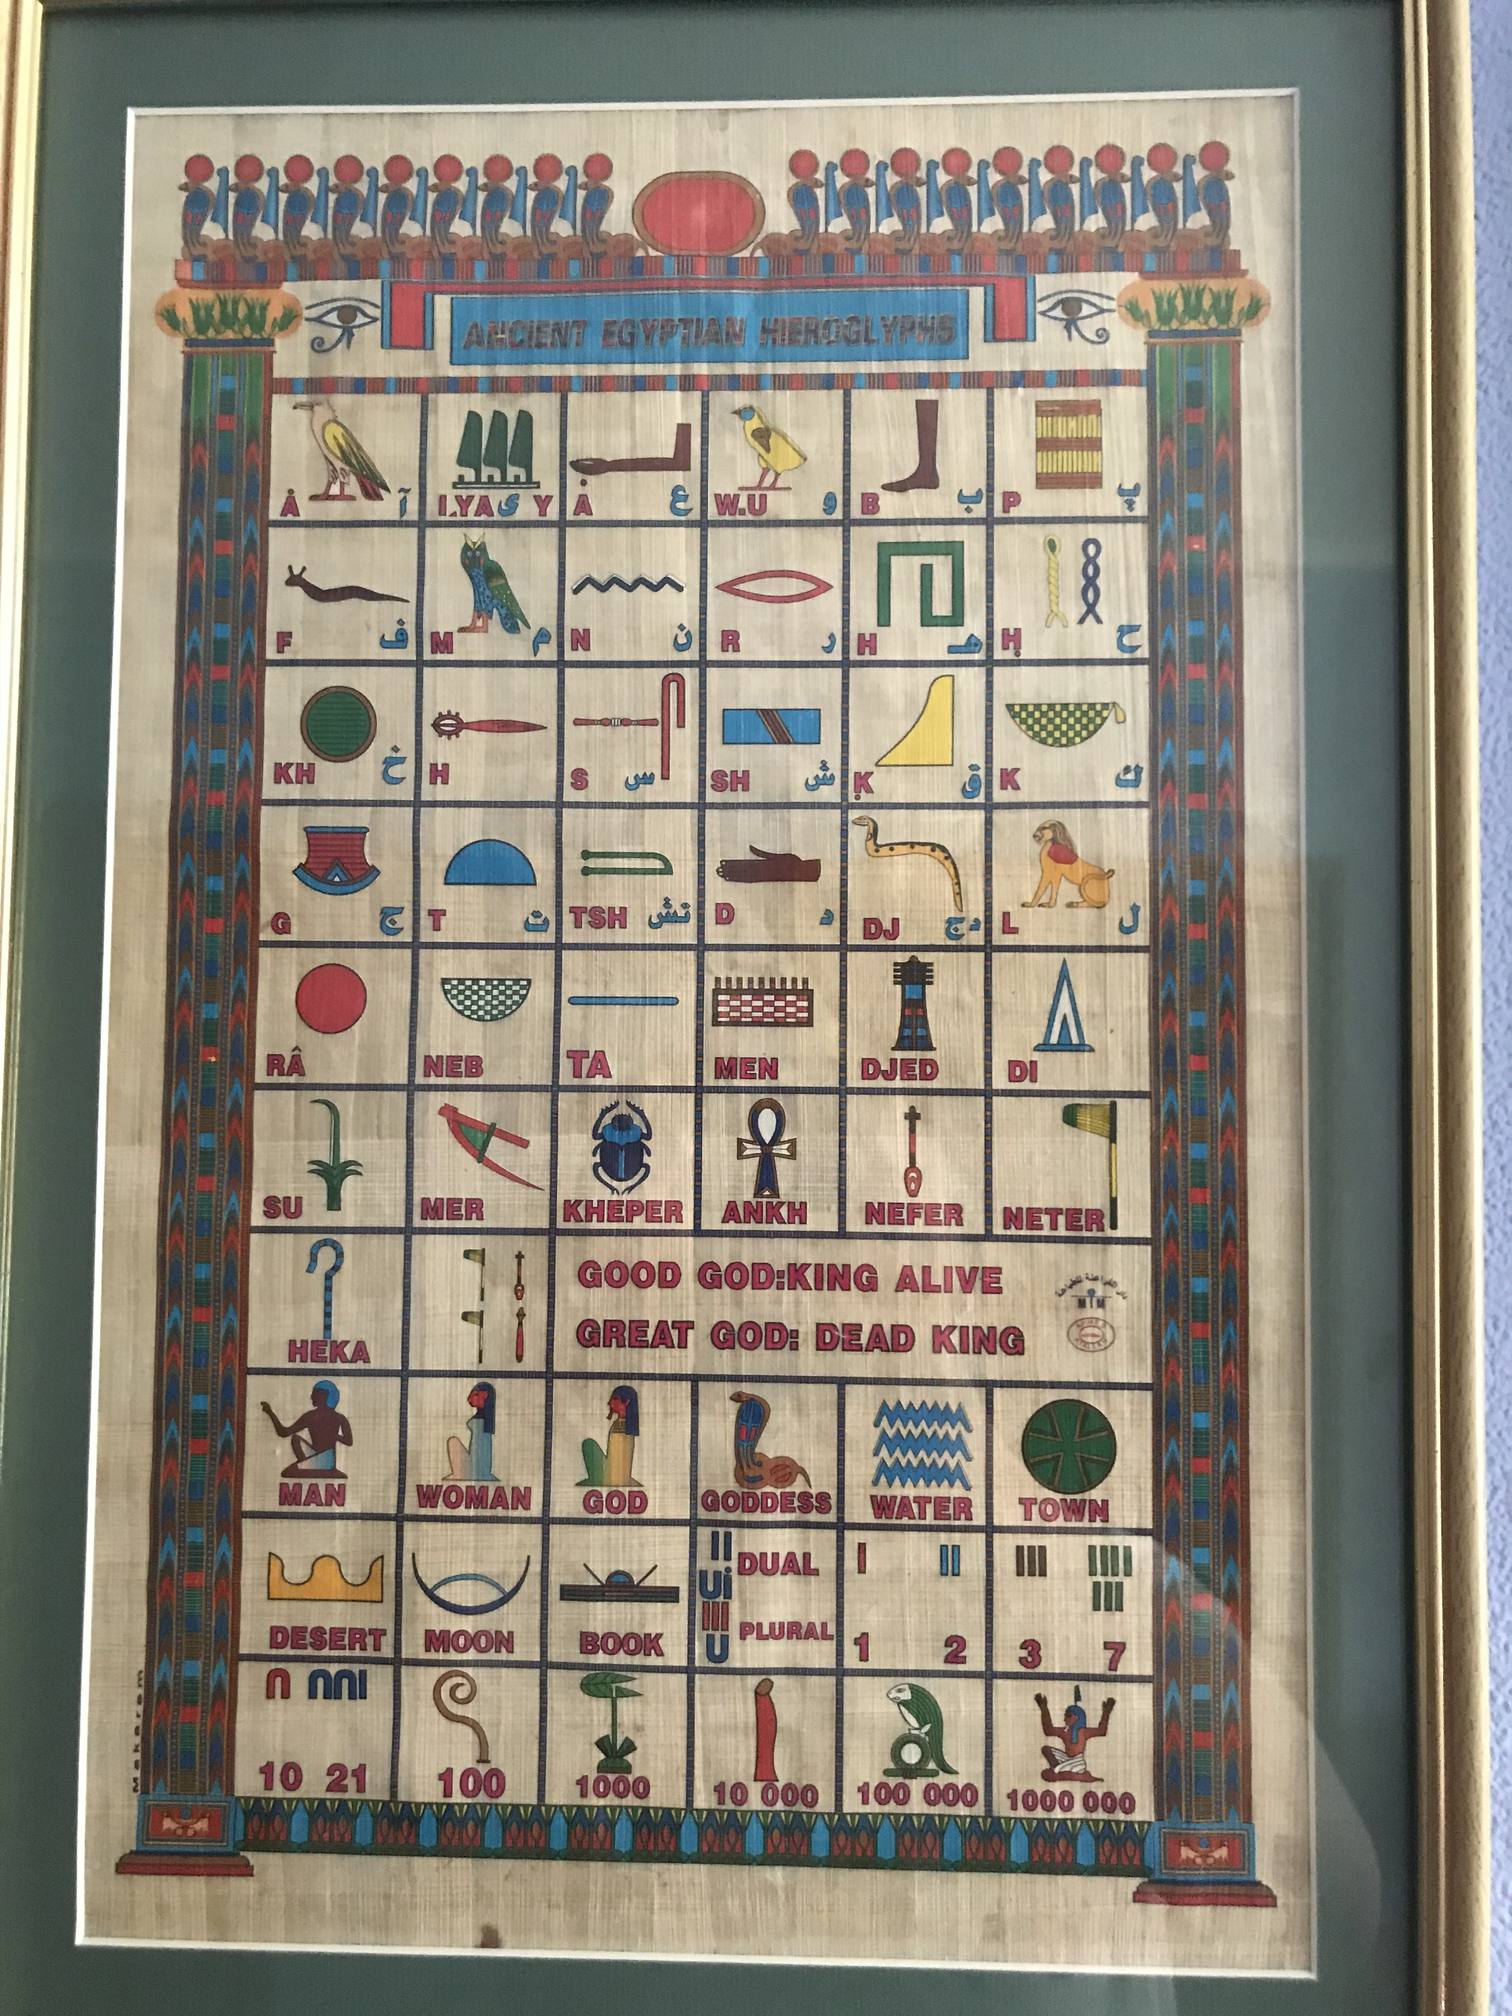 ANCIENT EGYPTIAN HIEROGLYPHS
Ȧ آ
I.YA ى Y
Ạ ع
W.U و
B ب
P پ
F ف
M م
N ن
R ر
H هـ
Ḥ ح
KH خ
H
S س
SH ش
Ḳ ق
K ك
G ج
T ت
TSH تش
D د
DJ دج
L ل
RÂ
NEB
TA
MEN
DJED
DI
SU
MER
KHEPER
ANKH
NEFER
NETER
HEKA
GOOD GOD:KING ALIVE
GREAT GOD: DEAD KING
MTM
MAN
WOMAN
GOD
GODDESS
WATER
TOWN
DESERT
MOON
BOOK
DUAL
PLURAL
1 2
3 7
10 21
100
1000
10 000
100 000
1000 000
Makaram